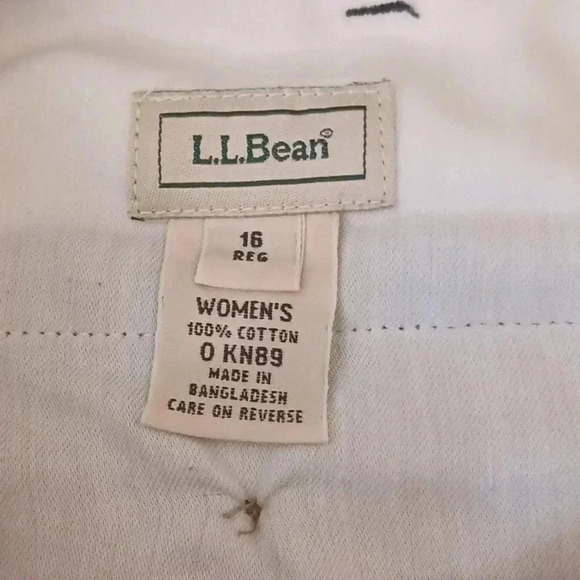 L.L.Bean®
16
REG
WOMEN'S
100% COTTON
0 KN89
MADE IN
BANGLADESH
CARE ON REVERSE